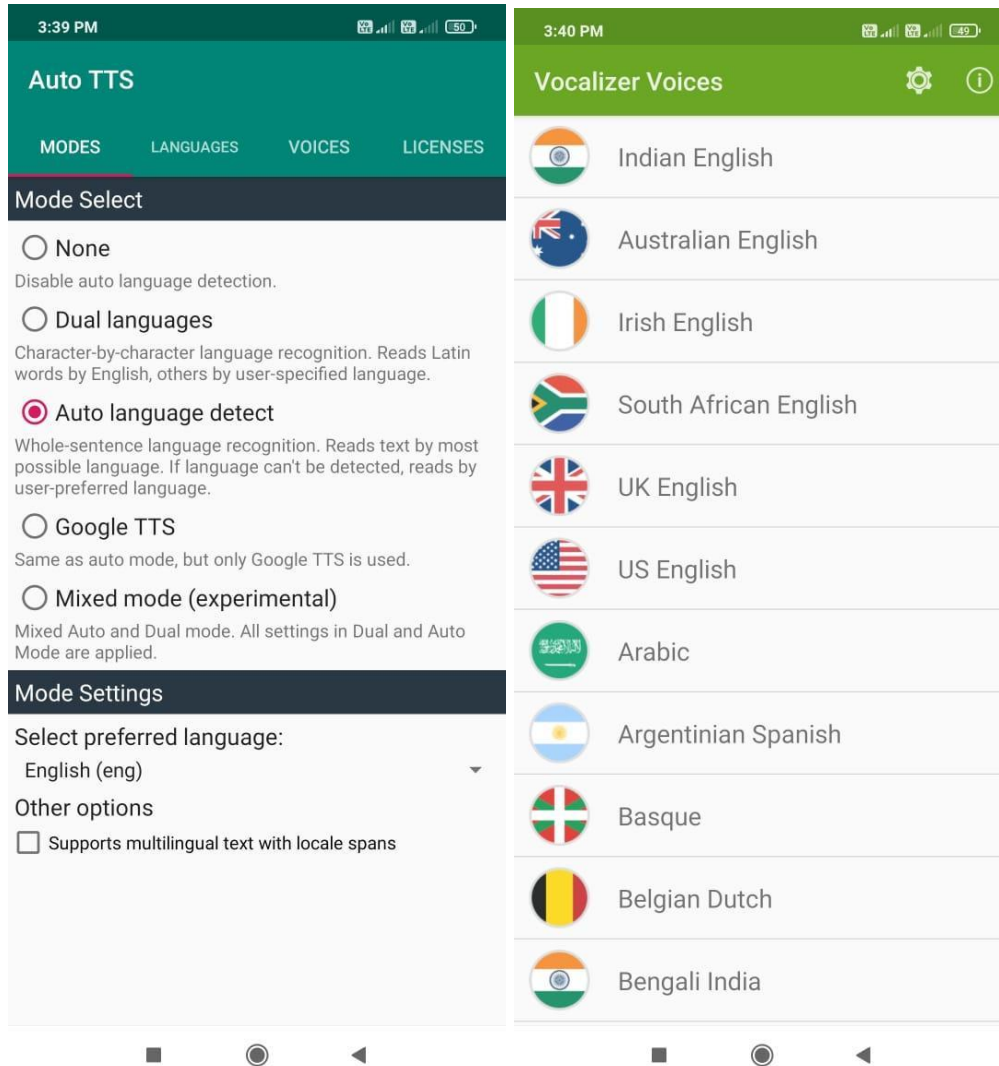 3:39 PM
50
Auto TTS
MODES LANGUAGES VOICES LICENSES
Mode Select
None
Disable auto language detection.
Dual languages
Character-by-character language recognition. Reads Latin
words by English, others by user-specified language.
Auto language detect
Whole-sentence language recognition. Reads text by most
possible language. If language can't be detected, reads by
user-preferred language.
Google TTS
Same as auto mode, but only Google TTS is used.
Mixed mode (experimental)
Mixed Auto and Dual mode. All settings in Dual and Auto
Mode are applied.
Mode Settings
Select preferred language:
English (eng)
Other options
Supports multilingual text with locale spans
3:40 PM
49
Vocalizer Voices
Indian English
Australian English
Irish English
South African English
UK English
US English
Arabic
Argentinian Spanish
Basque
Belgian Dutch
Bengali India